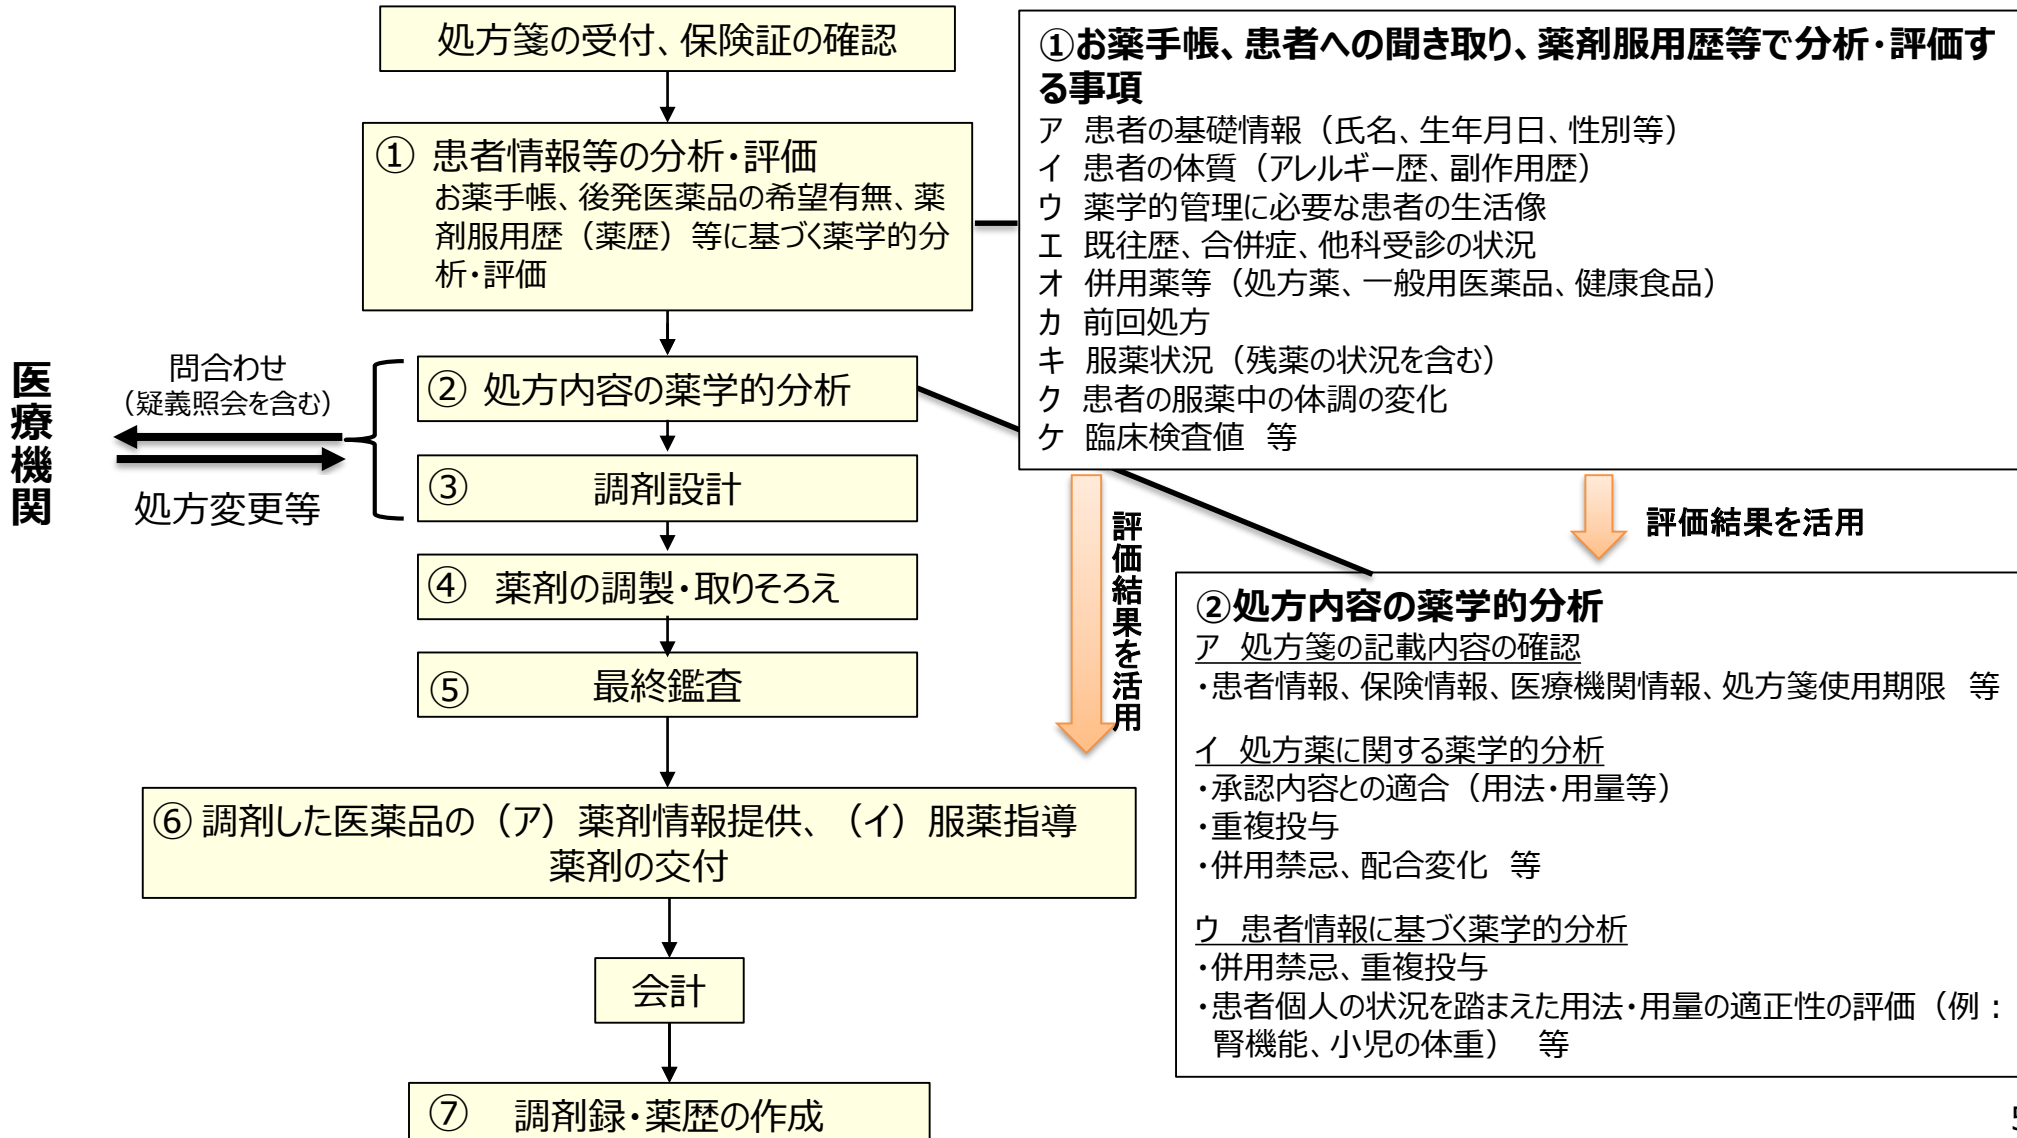 処方箋の受付、保険証の確認
① 患者情報等の分析・評価
お薬手帳、後発医薬品の希望有無、薬
剤服用歴（薬歴）等に基づく薬学的分
析・評価
医療機関
問合わせ
（疑義照会を含む）
処方変更等
② 処方内容の薬学的分析
③ 調剤設計
④ 薬剤の調製・取りそろえ
⑤ 最終鑑査
⑥ 調剤した医薬品の（ア）薬剤情報提供、（イ）服薬指導
薬剤の交付
会計
⑦ 調剤録・薬歴の作成
①お薬手帳、患者への聞き取り、薬剤服用歴等で分析・評価す
る事項
ア 患者の基礎情報（氏名、生年月日、性別等）
イ 患者の体質（アレルギー歴、副作用歴）
ウ 薬学的管理に必要な患者の生活像
エ 既往歴、合併症、他科受診の状況
オ 併用薬等（処方薬、一般用医薬品、健康食品）
カ 前回処方
キ 服薬状況（残薬の状況を含む）
ク 患者の服薬中の体調の変化
ケ 臨床検査値 等
評価結果を活用
評価結果を活用
②処方内容の薬学的分析
ア 処方箋の記載内容の確認
・患者情報、保険情報、医療機関情報、処方箋使用期限 等
イ 処方薬に関する薬学的分析
・承認内容との適合（用法・用量等）
・重複投与
・併用禁忌、配合変化 等
ウ 患者情報に基づく薬学的分析
・併用禁忌、重複投与
・患者個人の状況を踏まえた用法・用量の適正性の評価（例：
腎機能、小児の体重） 等